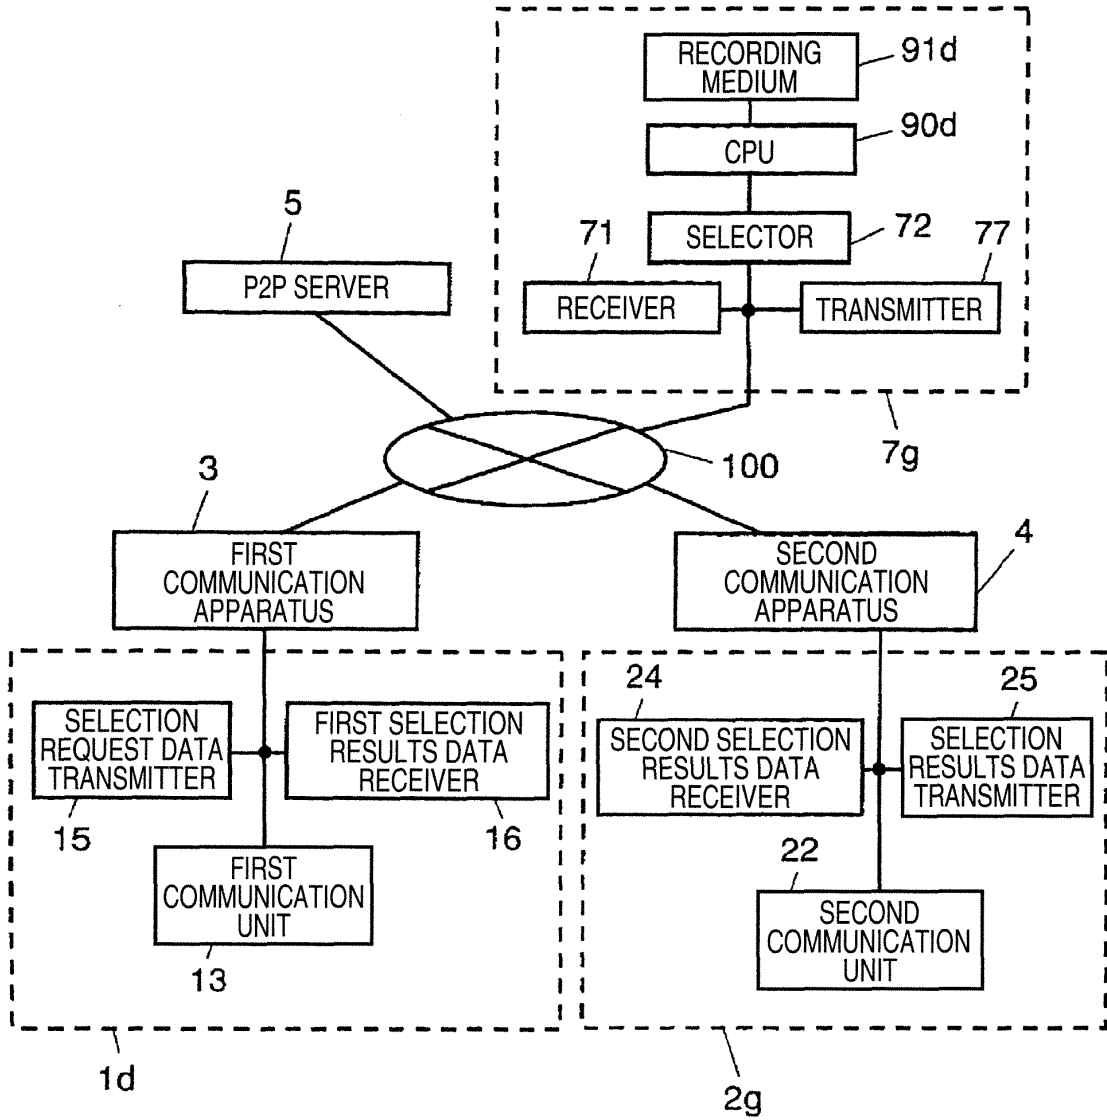 RECORDING
MEDIUM
91d
CPU
90d
SELECTOR
72
71
RECEIVER
77
TRANSMITTER
7g
5
P2P SERVER
100
3
FIRST
COMMUNICATION
APPARATUS
4
SECOND
COMMUNICATION
APPARATUS
SELECTION
REQUEST DATA
TRANSMITTER
15
FIRST SELECTION
RESULTS DATA
RECEIVER
16
FIRST
COMMUNICATION
UNIT
13
1d
24
SECOND SELECTION
RESULTS DATA
RECEIVER
25
SELECTION
RESULTS DATA
TRANSMITTER
22
SECOND
COMMUNICATION
UNIT
2g